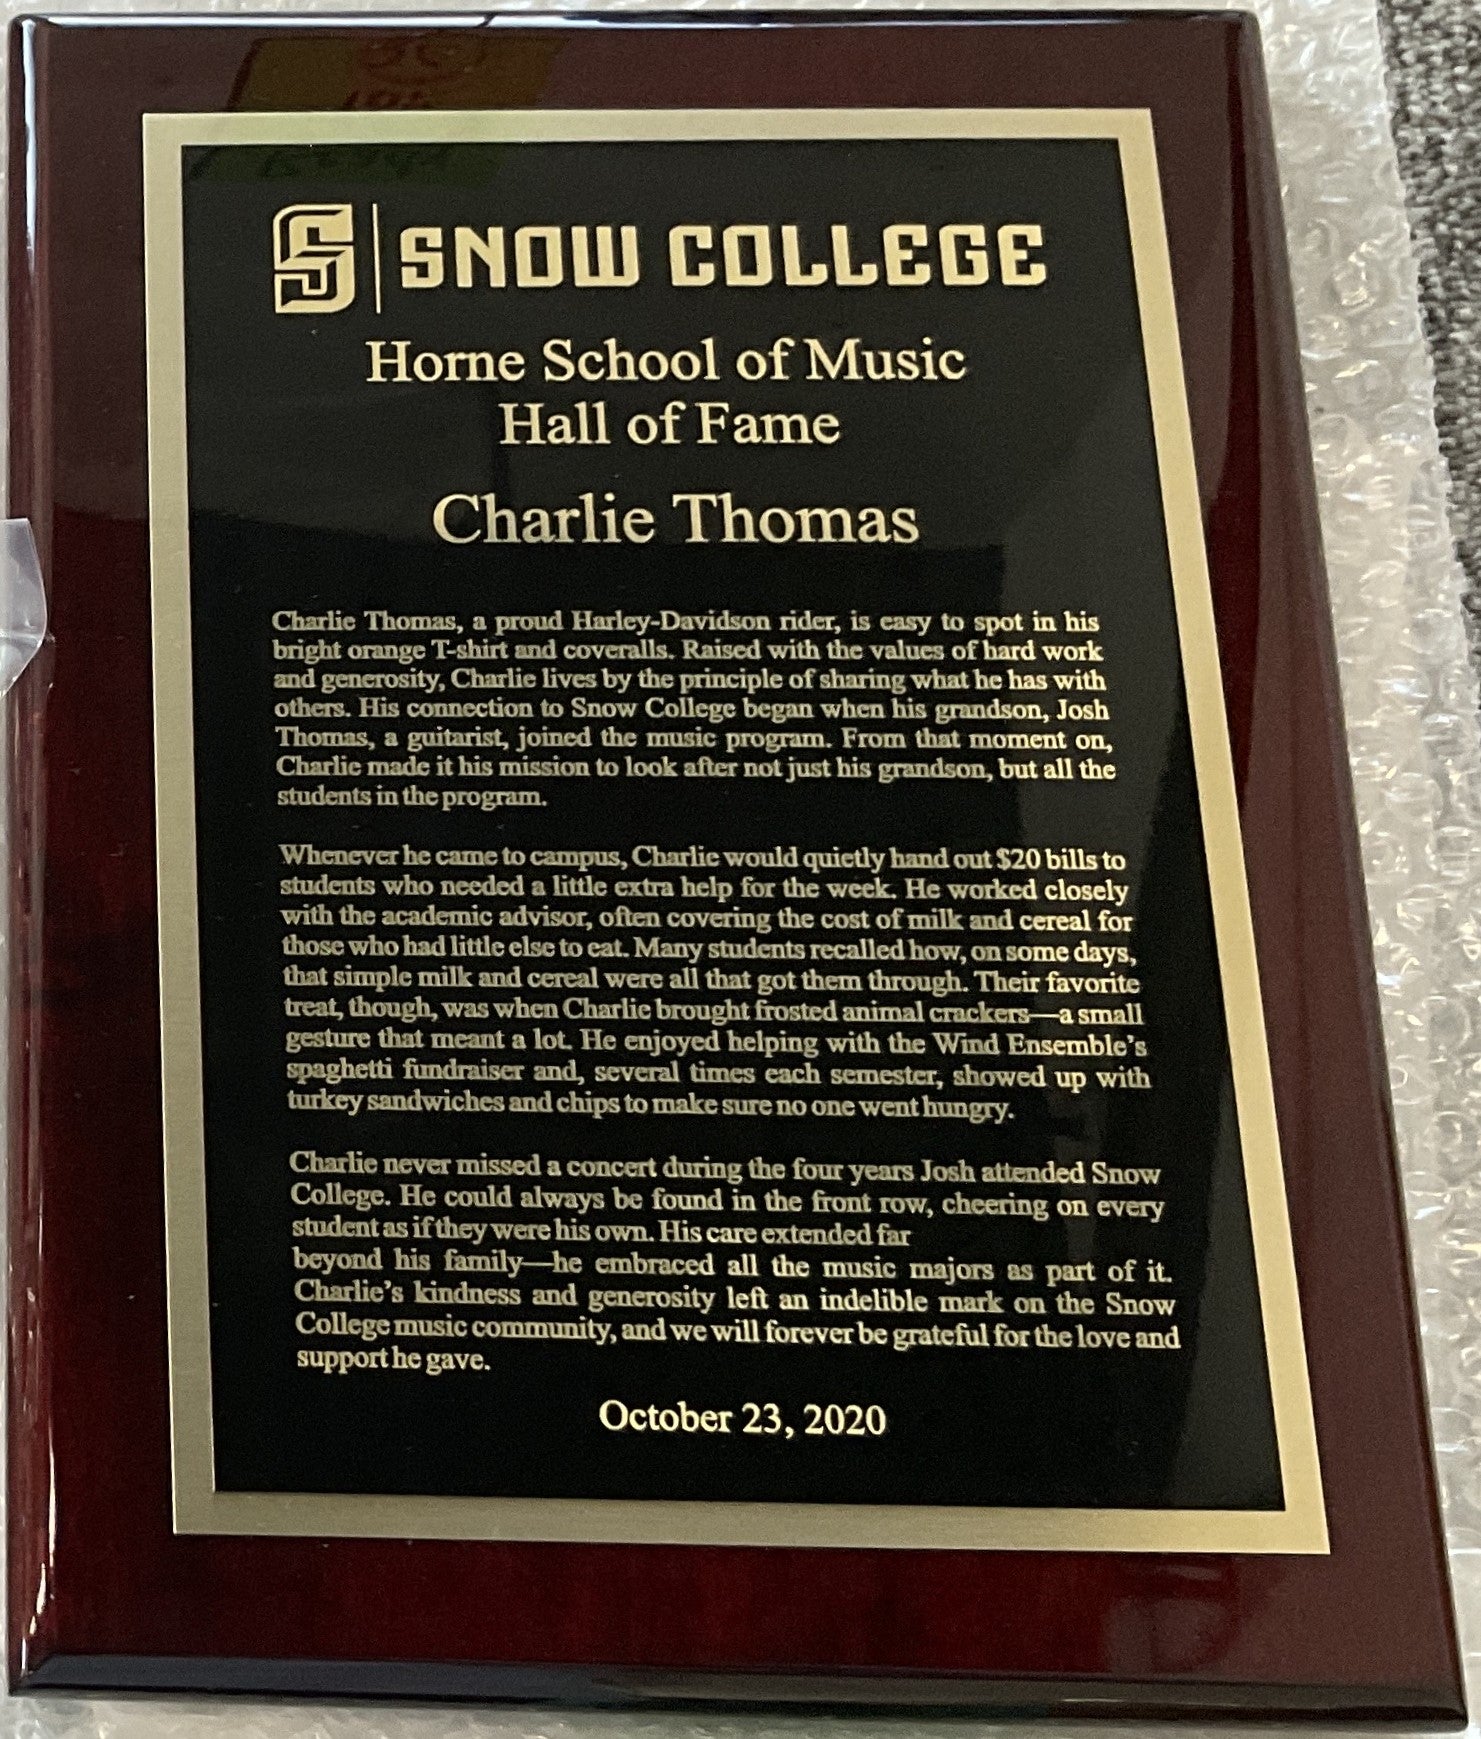 SNOW COLLEGE
Horne School of Music
Hall of Fame
Charlie Thomas
Charlie Thomas, a proud Harley-Davidson rider, is easy to spot in his
bright orange T-shirt and coveralls. Raised with the values of hard work
and generosity, Charlie lives by the principle of sharing what he has with
others. His connection to Snow College began when his grandson, Josh
Thomas, a guitarist, joined the music program. From that moment on,
Charlie made it his mission to look after not just his grandson, but all the
students in the program.
Whenever he came to campus, Charlie would quietly hand out $20 bills to
students who needed a little extra help for the week. He worked closely
with the academic advisor, often covering the cost of milk and cereal for
those who had little else to eat. Many students recalled how, on some days,
that simple milk and cereal were all that got them through. Their favorite
treat, though, was when Charlie brought frosted animal crackers—a small
gesture that meant a lot. He enjoyed helping with the Wind Ensemble's
spaghetti fundraiser and, several times each semester, showed up with
turkey sandwiches and chips to make sure no one went hungry.
Charlie never missed a concert during the four years Josh attended Snow
College. He could always be found in the front row, cheering on every
student as if they were his own. His care extended far
beyond his family—he embraced all the music majors as part of it.
Charlie's kindness and generosity left an indelible mark on the Snow
College music community, and we will forever be grateful for the love and
support he gave.
October 23, 2020